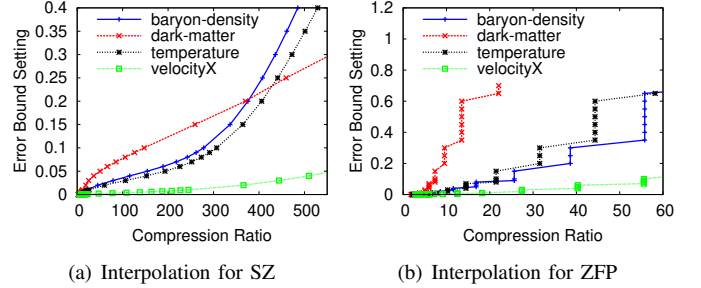 Error Bound Setting
0.4
0.35
0.3
0.25
0.2
0.15
0.1
0.05
0
baryon-density
dark-matter
temperature
velocityX
0 100 200 300 400 500
Compression Ratio
(a) Interpolation for SZ
Error Bound Setting
1.2
1
0.8
0.6
0.4
0.2
0
baryon-density
dark-matter
temperature
velocityX
0 10 20 30 40 50 60
Compression Ratio
(b) Interpolation for ZFP